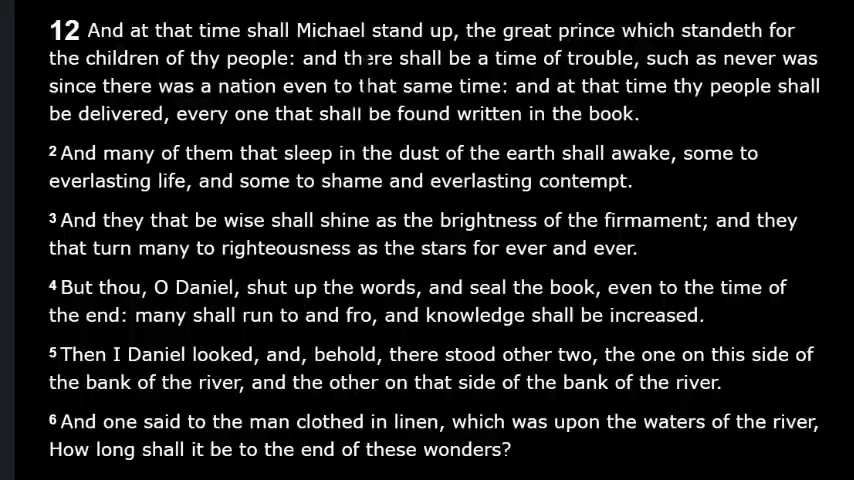 12 And at that time shall Michael stand up, the great prince which standeth for
the children of thy people: and there shall be a time of trouble, such as never was
since there was a nation even to that same time: and at that time thy people shall
be delivered, every one that shall be found written in the book.
2 And many of them that sleep in the dust of the earth shall awake, some to
everlasting life, and some to shame and everlasting contempt.
3 And they that be wise shall shine as the brightness of the firmament; and they
that turn many to righteousness as the stars for ever and ever.
4 But thou, O Daniel, shut up the words, and seal the book, even to the time of
the end: many shall run to and fro, and knowledge shall be increased.
5 Then I Daniel looked, and, behold, there stood other two, the one on this side of
the bank of the river, and the other on that side of the bank of the river.
6 And one said to the man clothed in linen, which was upon the waters of the river,
How long shall it be to the end of these wonders?